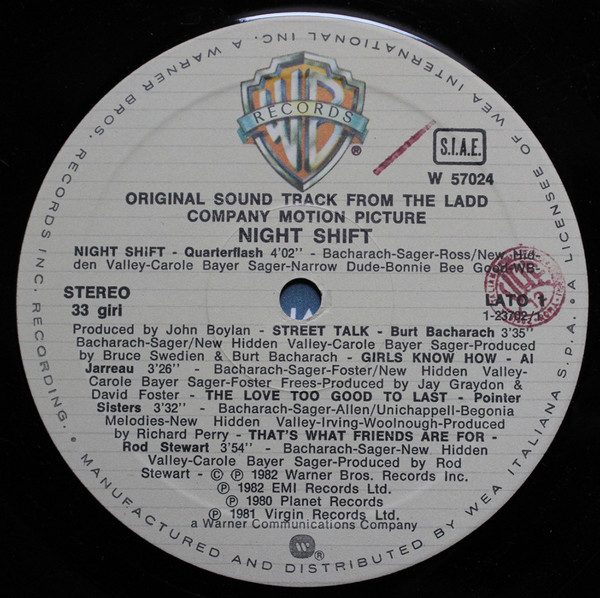 MANUFACTURED AND DISTRIBUTED BY WEA ITALIANA S.P.A. • A LICENSEE OF WEA INTERNATIONAL INC. A WARNER BROS. RECORDS INC. RECORDING. •
WB
RECORDS
®
S.I.A.E.
W 57024
ORIGINAL SOUND TRACK FROM THE LADD
COMPANY MOTION PICTURE
NIGHT SHIFT
NIGHT SHIFT - Quarterflash 4'02" - Bacharach-Sager-Ross/New Hid-
den Valley-Carole Bayer Sager-Narrow Dude-Bonnie Bee Good-WB-
STEREO
33 giri
LATO 1
1-23702/1
Produced by John Boylan - STREET TALK - Burt Bacharach 3'35"
Bacharach-Sager/New Hidden Valley-Carole Bayer Sager-Produced
by Bruce Swedien & Burt Bacharach - GIRLS KNOW HOW - Al
Jarreau 3'26" - Bacharach-Sager-Foster/New Hidden Valley-
Carole Bayer Sager-Foster Frees-Produced by Jay Graydon &
David Foster - THE LOVE TOO GOOD TO LAST - Pointer
Sisters 3'32" - Bacharach-Sager-Allen/Unichappell-Begonia
Melodies-New Hidden Valley-Irving-Woolnough-Produced
by Richard Perry - THAT'S WHAT FRIENDS ARE FOR -
Rod Stewart 3'54" - Bacharach-Sager-New Hidden
Valley-Carole Bayer Sager-Produced by Rod
Stewart - © ℗ 1982 Warner Bros. Records Inc.
℗ 1982 EMI Records Ltd.
℗ 1980 Planet Records
℗ 1981 Virgin Records Ltd.
a Warner Communications Company
®